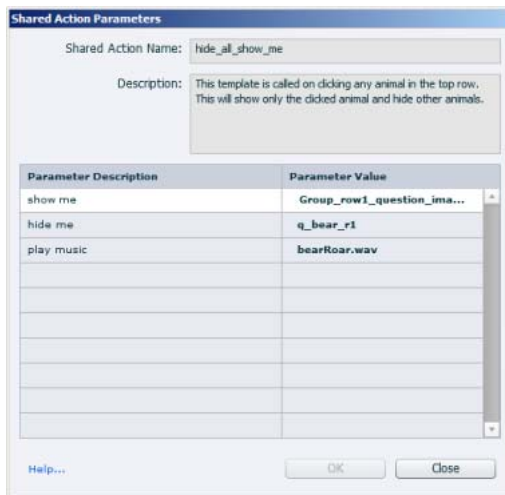 Shared Action Parameters
Shared Action Name: hide_all_show_me
Description: This template is called on clicking any animal in the top row.
This will show only the clicked animal and hide other animals.
Parameter Description Parameter Value
show me Group_row1_question_ima...
hide me q_bear_r1
play music bearRoar.wav
Help... OK Close